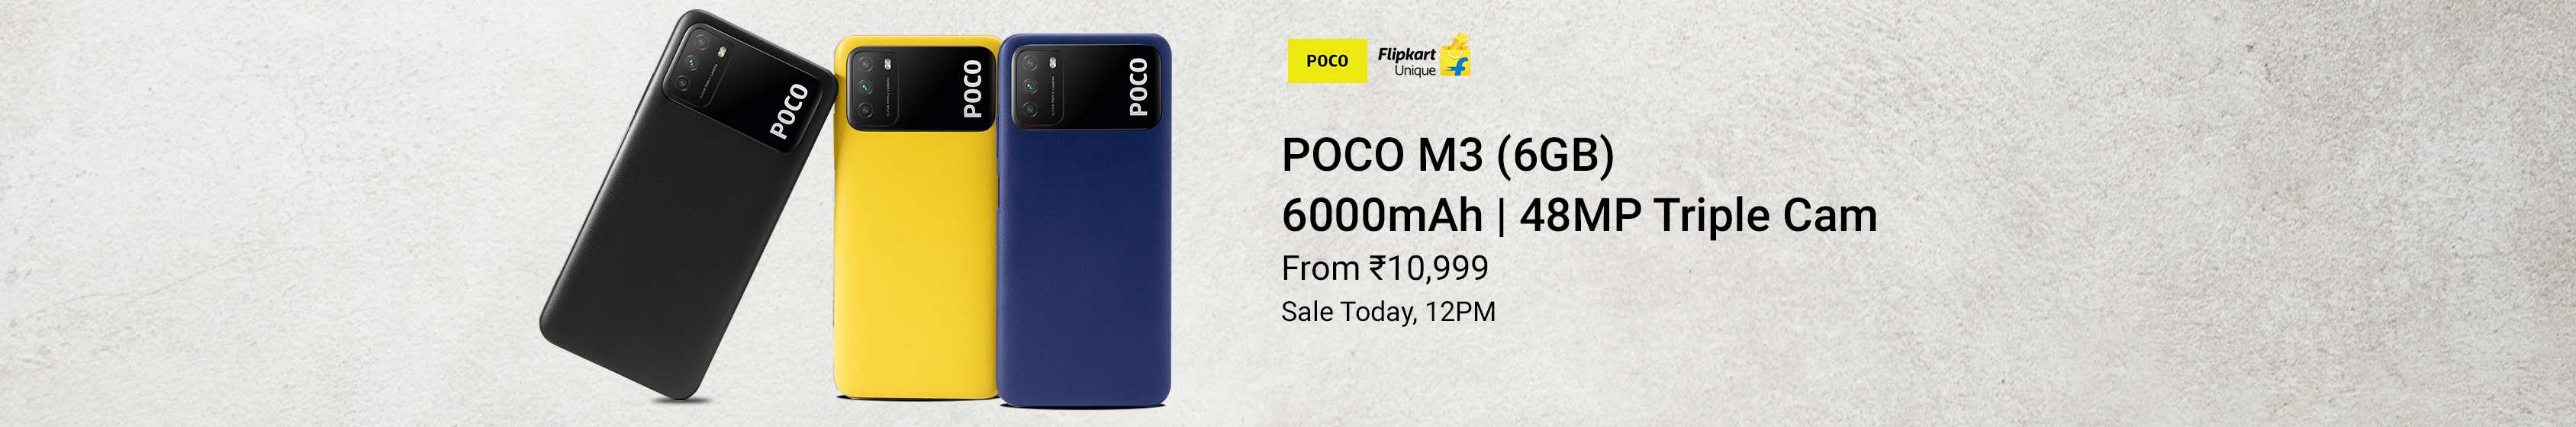 POCO
POCO
POCO
POCO
Flipkart
Unique
POCO M3 (6GB)
6000mAh | 48MP Triple Cam
From ₹10,999
Sale Today, 12PM